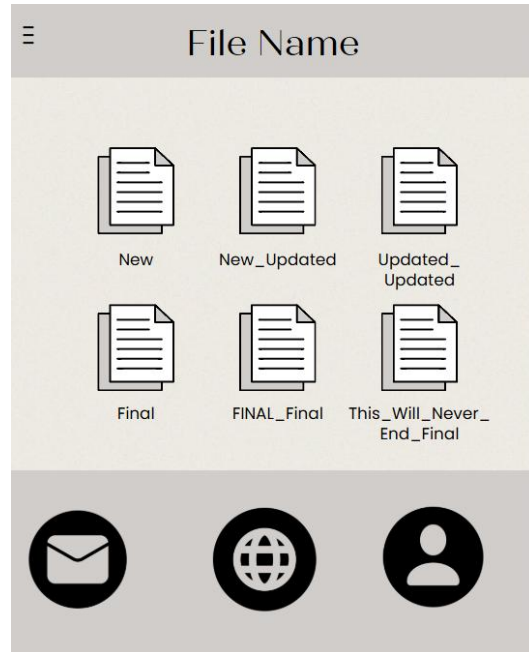 File Name
New
New_Updated
Updated_
Updated
Final
FINAL_Final
This_Will_Never_
End_Final